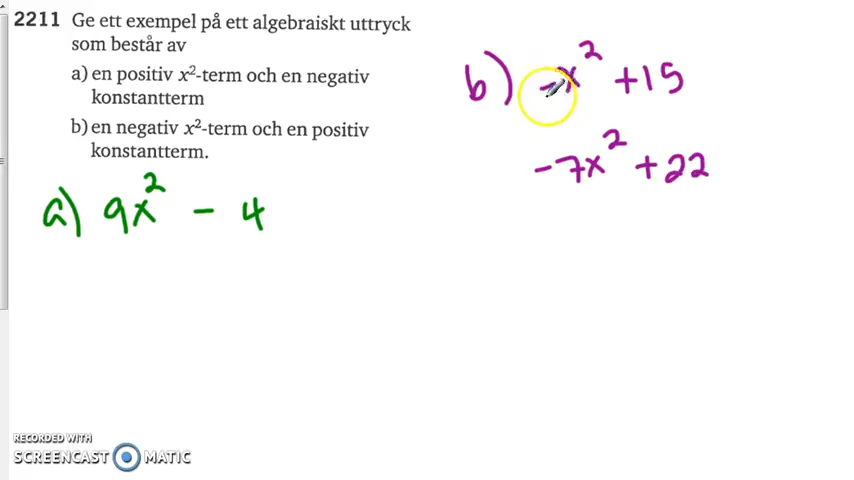 2211 Ge ett exempel på ett algebraiskt uttryck
som består av
a) en positiv x²-term och en negativ
konstantterm
b) en negativ x²-term och en positiv
konstantterm.
a) 9x² - 4
b) -x² +15
-7x² +22
RECORDED WITH
SCREENCAST MATIC